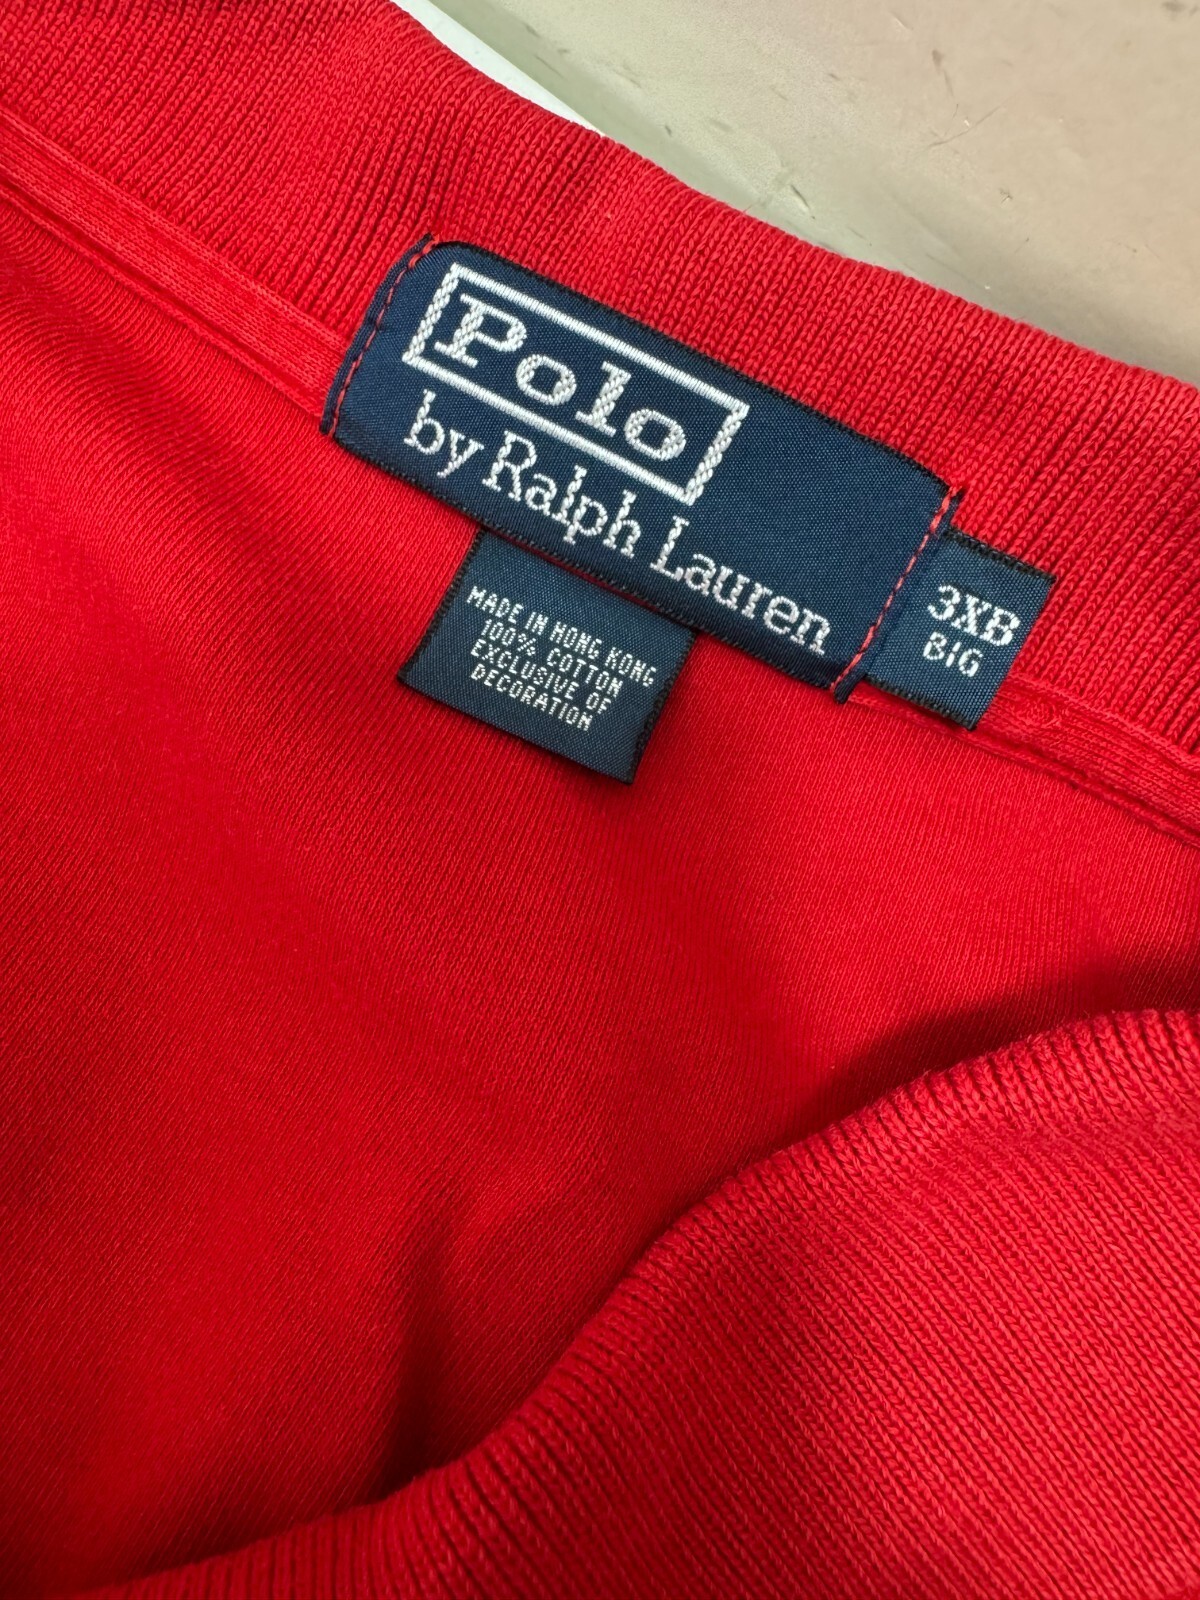 Polo
by Ralph Lauren
3XB
BIG
MADE IN HONG KONG
100% COTTON
EXCLUSIVE OF
DECORATION